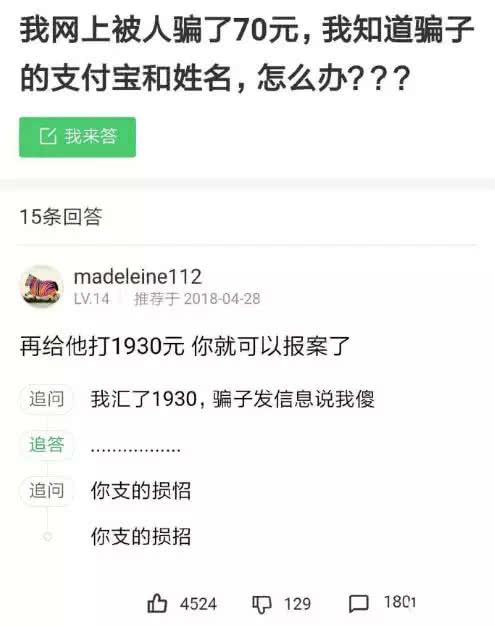 我网上被人骗了70元，我知道骗子
的支付宝和姓名，怎么办？？？
我来答
15条回答
madeleine112
LV.14 推荐于 2018-04-28
再给他打1930元 你就可以报案了
追问 我汇了1930，骗子发信息说我傻
追答 .................
追问 你支的损招
你支的损招
4524 129 180